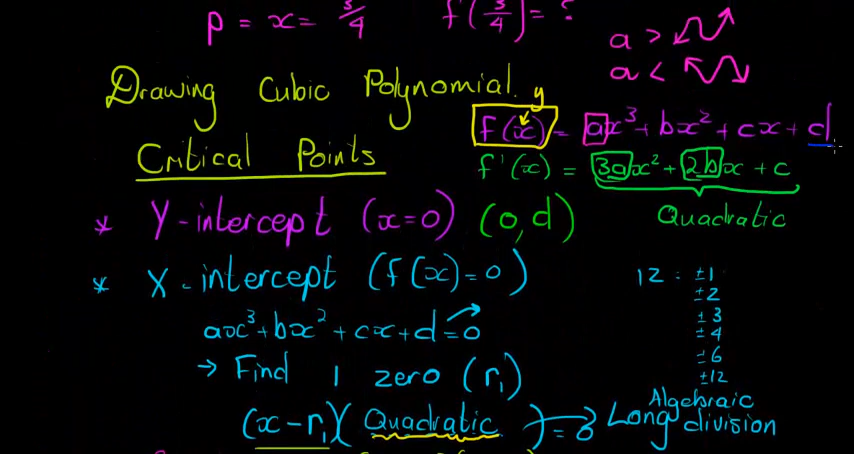 p = x = 3/4 f'(3/4) = ?
a >
a <
Drawing Cubic Polynomial.
y
f(x) = ax³ + bx² + cx + d
Critical Points
f'(x) = 3ax² + 2bx + c
Quadratic
* Y-intercept (x=0) (0,d)
* X-intercept (f(x)=0)
12 : ±1
±2
±3
±4
±6
±12
ax³ + bx² + cx + d = 0
→ Find 1 zero (r₁)
(x - r₁)(Quadratic) = 0
Algebraic
Long division